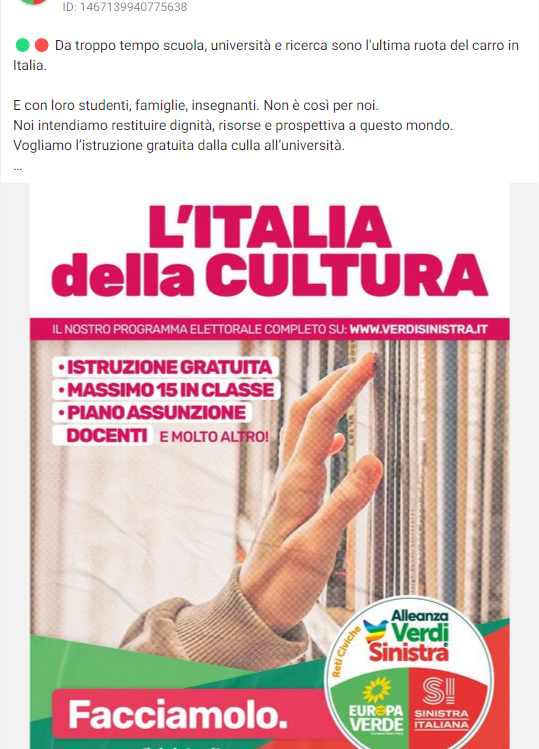 ID: 1467139940775638
Da troppo tempo scuola, università e ricerca sono l'ultima ruota del carro in
Italia.
E con loro studenti, famiglie, insegnanti. Non è così per noi.
Noi intendiamo restituire dignità, risorse e prospettiva a questo mondo.
Vogliamo l'istruzione gratuita dalla culla all'università.
...
L'ITALIA
della CULTURA
IL NOSTRO PROGRAMMA ELETTORALE COMPLETO SU: WWW.VERDISINISTRA.IT
• ISTRUZIONE GRATUITA
• MASSIMO 15 IN CLASSE
• PIANO ASSUNZIONE
DOCENTI E MOLTO ALTRO!
Reti Civiche
Alleanza
Verdi
Sinistra
EUROPA
VERDE
SI
SINISTRA
ITALIANA
Facciamolo.